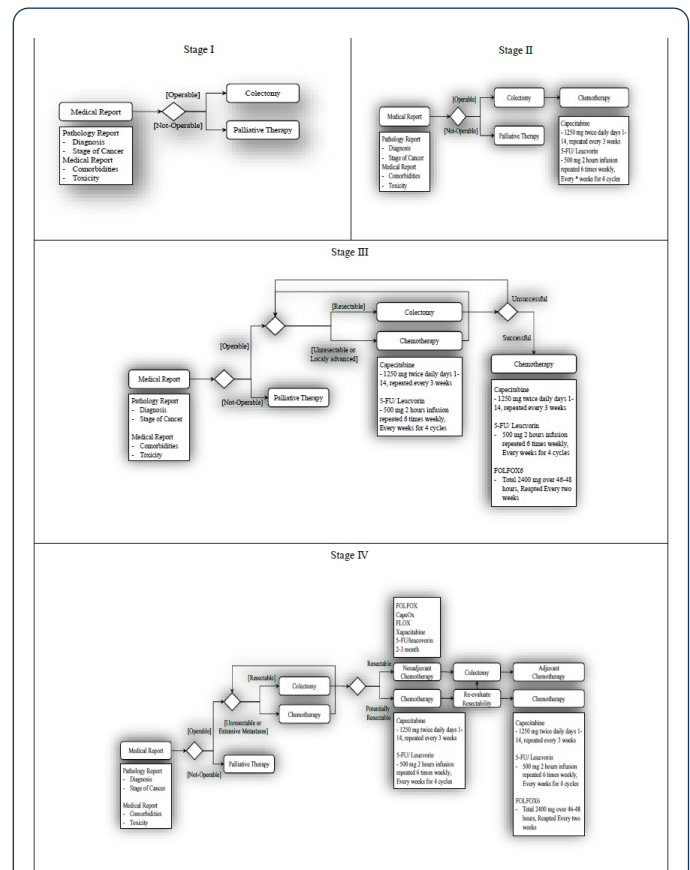 Stage I
[Operable]
Colectomy
Medical Report
[Not-Operable]
Palliative Therapy
Pathology Report
- Diagnosis
- Stage of Cancer
Medical Report
- Comorbidities
- Toxicity
Stage II
[Operable]
Colectomy
Chemotherapy
Medical Report
[Not-Operable]
Palliative Therapy
Pathology Report
- Diagnosis
- Stage of Cancer
Medical Report
- Comorbidities
- Toxicity
Capecitabine
- 1250 mg twice daily days 1-
14, repeated every 3 weeks
5-FU/ Leucvorin
- 500 mg 2 hours infusion
repeated 6 times weekly,
Every * weeks for 4 cycles
Stage III
Unsuccessful
[Resectable]
Colectomy
[Operable]
Successful
Chemotherapy
[Unresectable or
Localy advanced]
Chemotherapy
Medical Report
[Not-Operable]
Palliative Therapy
Pathology Report
- Diagnosis
- Stage of Cancer
Medical Report
- Comorbidities
- Toxicity
Capecitabine
- 1250 mg twice daily days 1-
14, repeated every 3 weeks
5-FU/ Leucvorin
- 500 mg 2 hours infusion
repeated 6 times weekly,
Every weeks for 4 cycles
Capecitabine
- 1250 mg twice daily days 1-
14, repeated every 3 weeks
5-FU/ Leucvorin
- 500 mg 2 hours infusion
repeated 6 times weekly,
Every weeks for 4 cycles
FOLFOX6
- Total 2400 mg over 46-48
hours, Reapted Every two
weeks
Stage IV
FOLFOX
CapeOx
FLOX
Xapacitabine
5-FU/leucovorin
2-3 month
Resectable
Neoadjuvant
Chemotherapy
Colectomy
Adjuvant
Chemotherapy
[Resectable]
Colectomy
Chemotherapy
Potentially
Resectable
Chemotherapy
Re-evaluate
Resectability
Chemotherapy
[Unresectable or
Extensive Metastases]
[Operable]
Medical Report
[Not-Operable]
Palliative Therapy
Pathology Report
- Diagnosis
- Stage of Cancer
Medical Report
- Comorbidities
- Toxicity
Capecitabine
- 1250 mg twice daily days 1-
14, repeated every 3 weeks
5-FU/ Leucvorin
- 500 mg 2 hours infusion
repeated 6 times weekly,
Every weeks for 4 cycles
Capecitabine
- 1250 mg twice daily days 1-
14, repeated every 3 weeks
5-FU/ Leucvorin
- 500 mg 2 hours infusion
repeated 6 times weekly,
Every weeks for 4 cycles
FOLFOX6
- Total 2400 mg over 46-48
hours, Reapted Every two
weeks